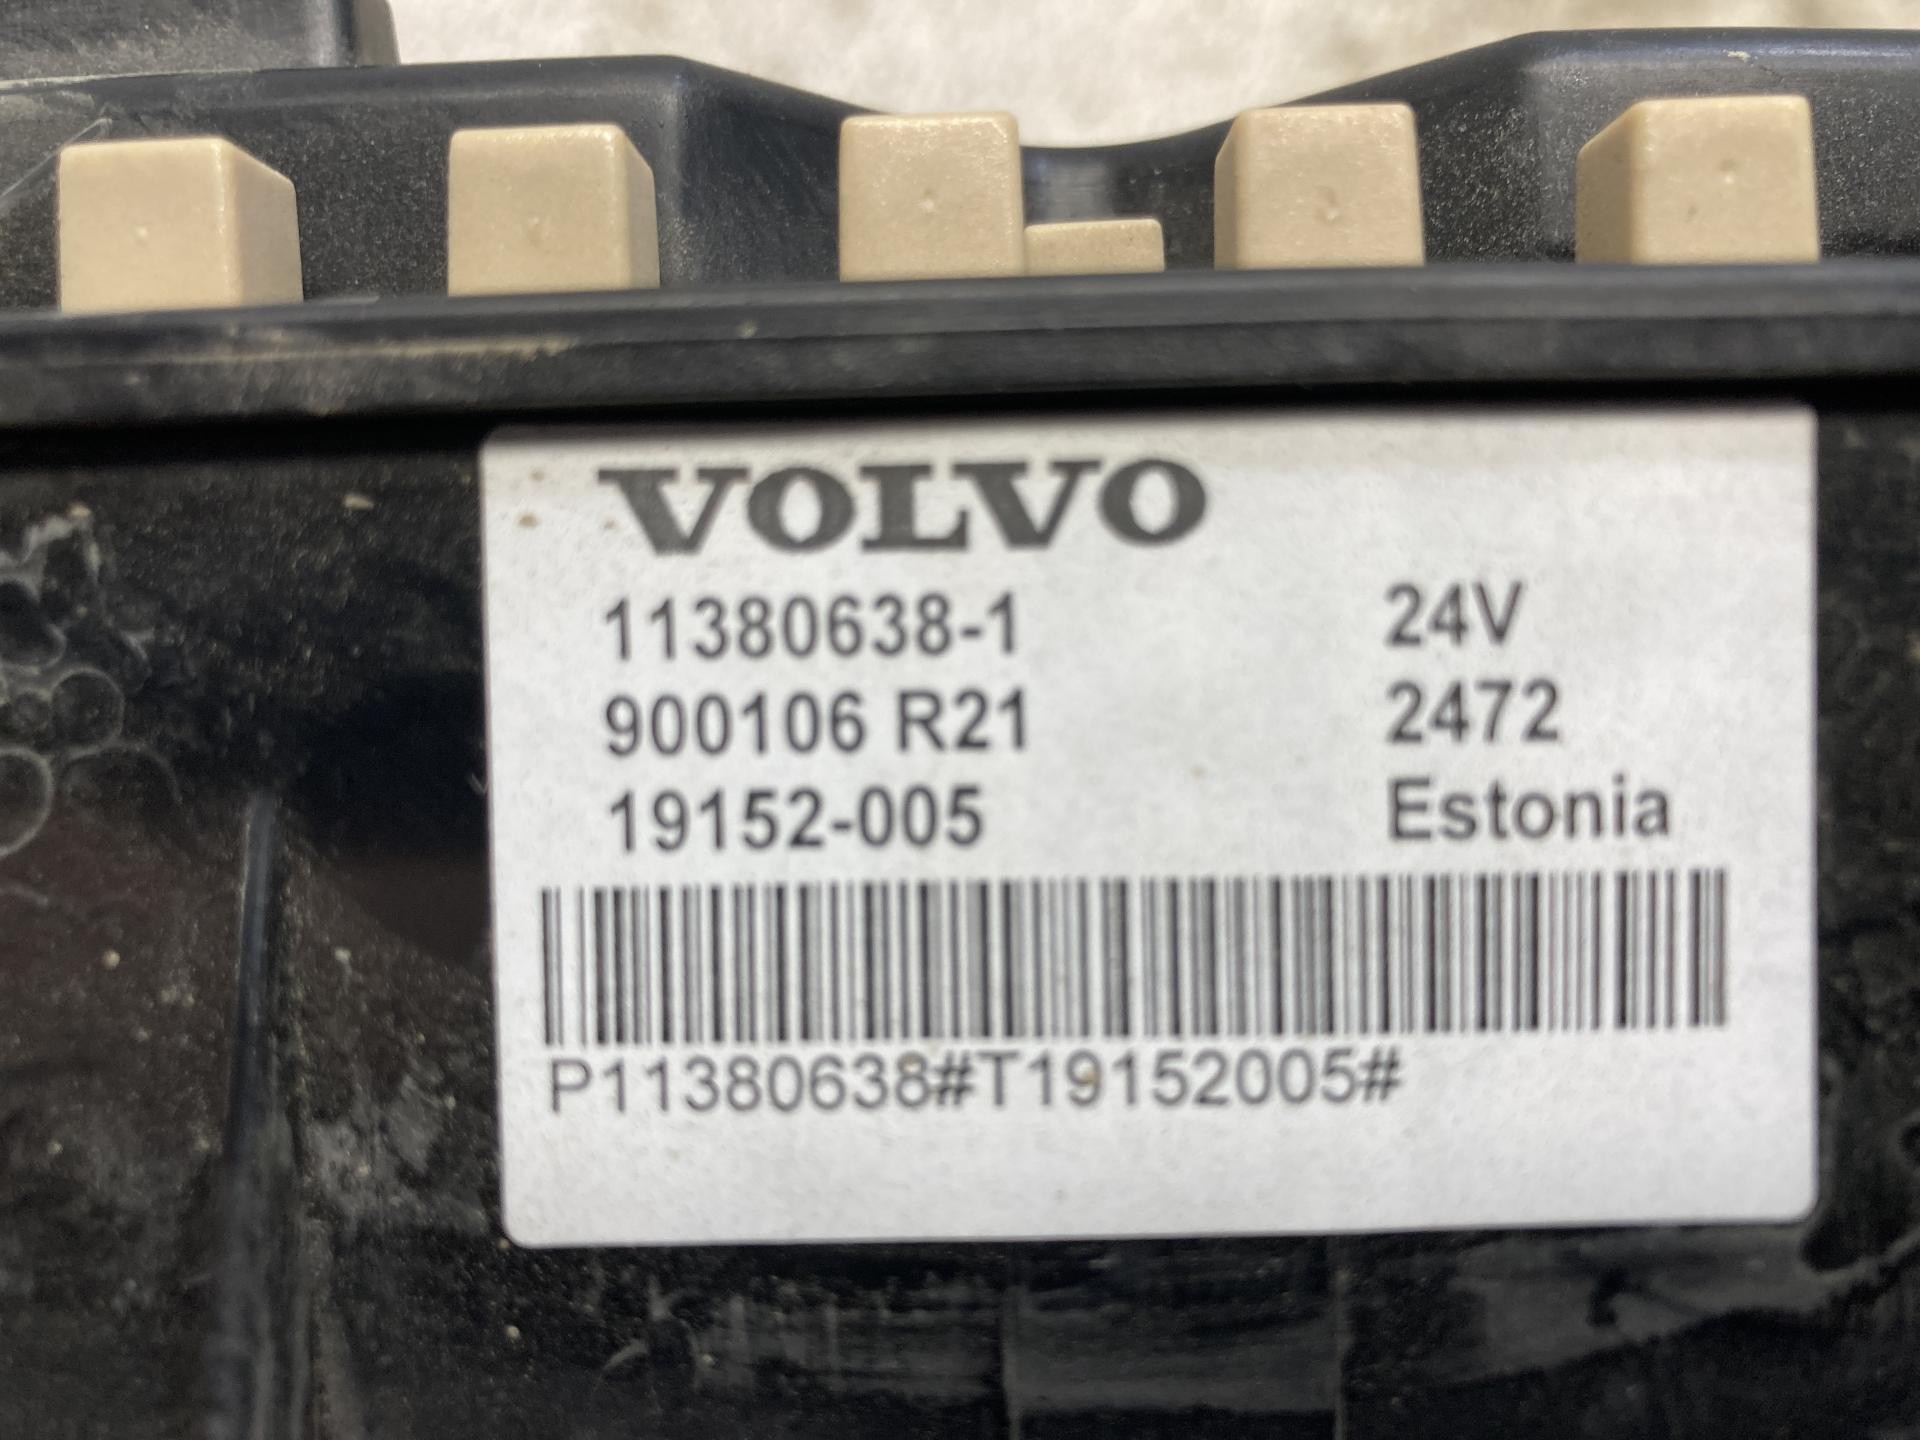 VOLVO
11380638-1 24V
900106 R21 2472
19152-005 Estonia
P11380638#T19152005#